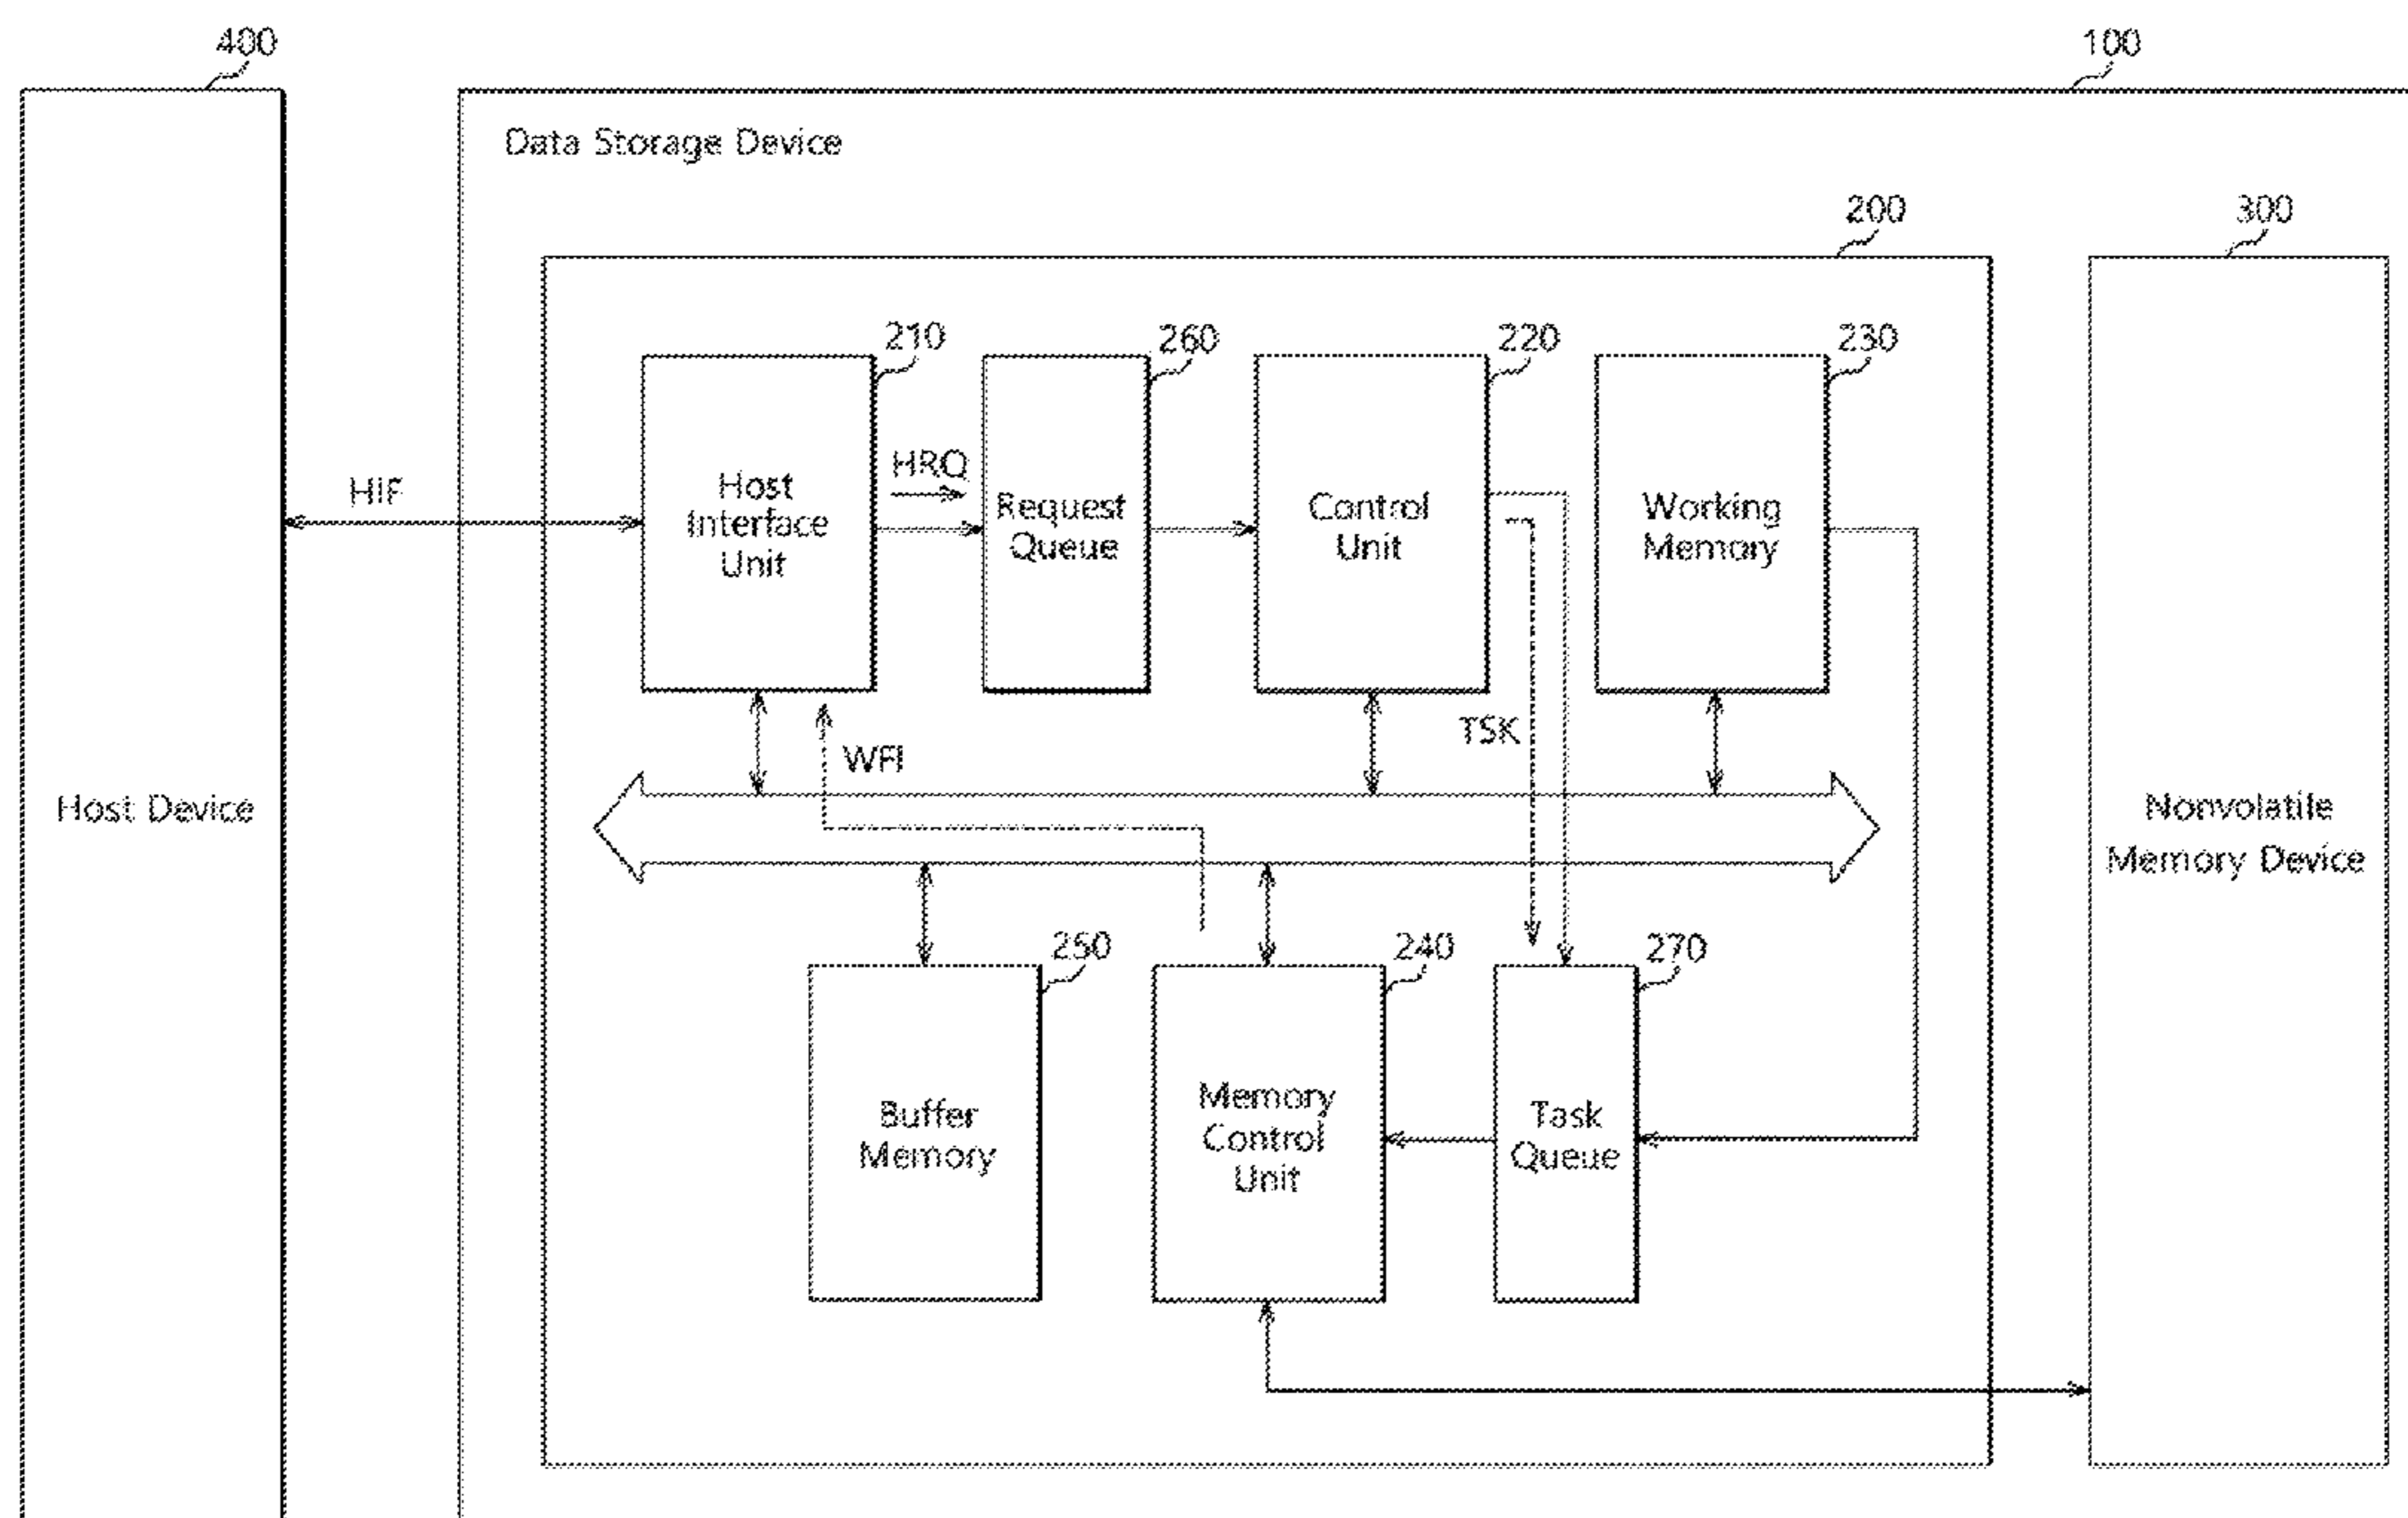 400
100
Data Storage Device
200
300
210
260
220
230
HIF
HRQ
Host
Interface
Unit
Request
Queue
Control
Unit
Working
Memory
WFI
TSK
Host Device
Nonvolatile
Memory Device
250
240
270
Buffer
Memory
Memory
Control
Unit
Task
Queue